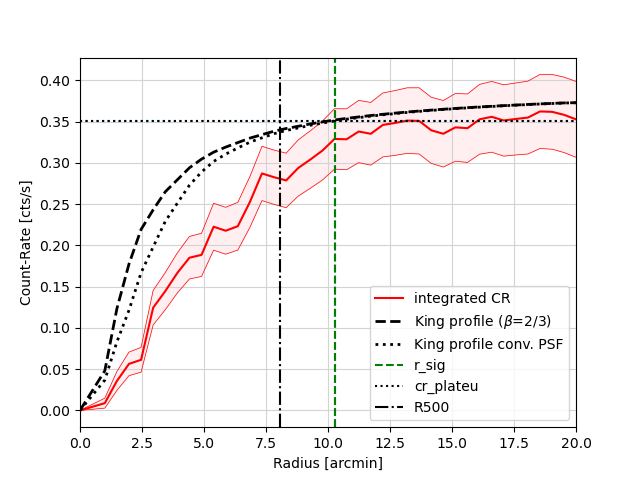 0.40
0.35
0.30
0.25
0.20
0.15
0.10
0.05
0.00
Count-Rate [cts/s]
integrated CR
King profile (β=2/3)
King profile conv. PSF
r_sig
cr_plateu
R500
0.0 2.5 5.0 7.5 10.0 12.5 15.0 17.5 20.0
Radius [arcmin]